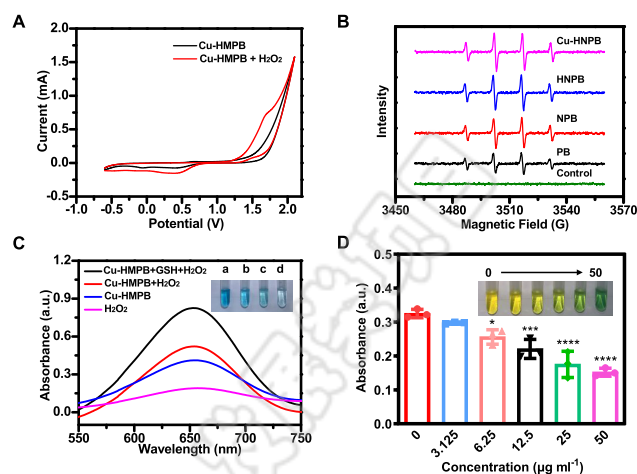 A
Cu-HMPB
Cu-HMPB + H₂O₂
Current (mA)
1.5
1.0
0.5
0.0
0.5
-1.0 -0.5 0.0 0.5 1.0 1.5 2.0
Potential (V)
B
Cu-HNPB
HNPB
NPB
PB
Control
Intensity
3450 3480 3510 3540 3570
Magnetic Field (G)
C
Cu-HMPB+GSH+H₂O₂
Cu-HMPB+H₂O₂
Cu-HMPB
H₂O₂
a b c d
Absorbance (a.u.)
1.2
0.9
0.6
0.3
0.0
550 600 650 700 750
Wavelength (nm)
D
0 50
* *** **** ****
Absorbance (a.u.)
0.5
0.4
0.3
0.2
0.1
0 3.125 6.25 12.5 25 50
Concentration (μg ml⁻¹)